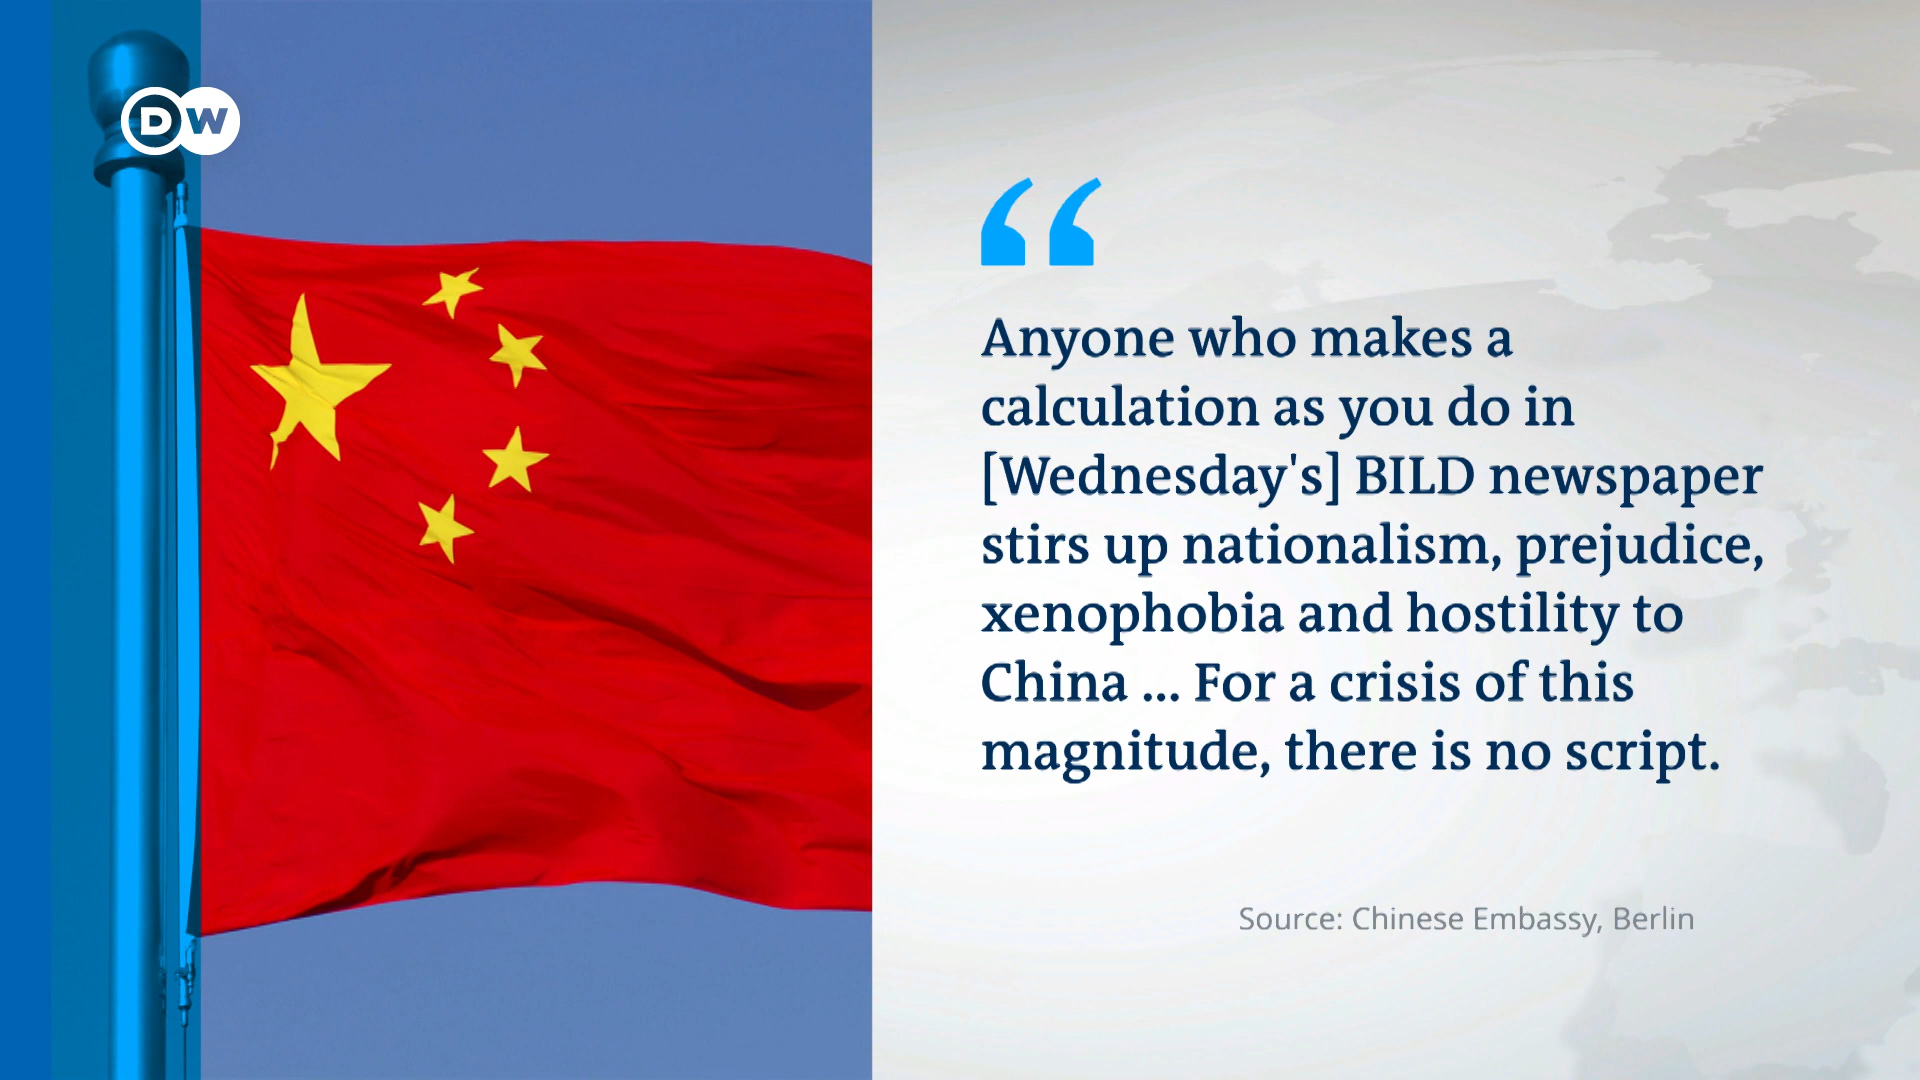 DW
Anyone who makes a
calculation as you do in
[Wednesday's] BILD newspaper
stirs up nationalism, prejudice,
xenophobia and hostility to
China ... For a crisis of this
magnitude, there is no script.
Source: Chinese Embassy, Berlin